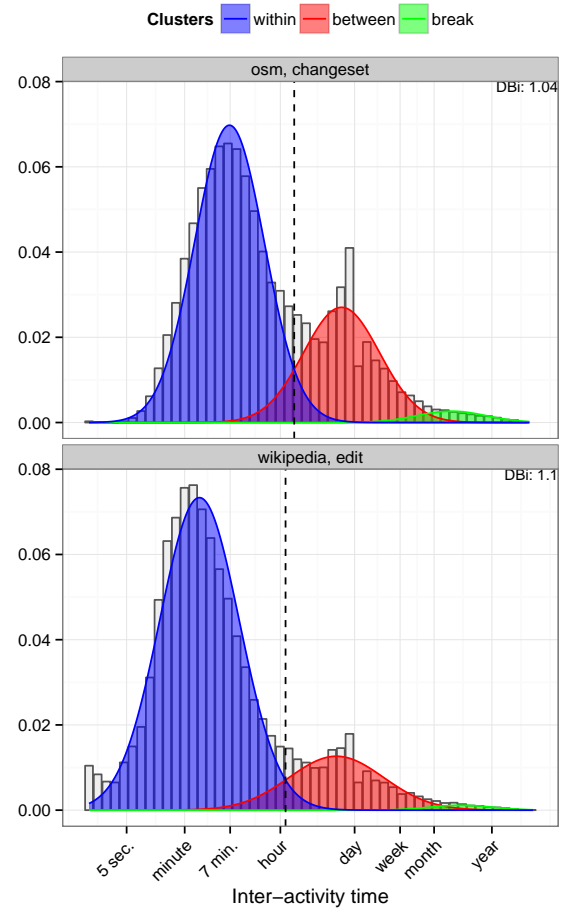 Clusters within between break
osm, changeset
DBi: 1.04
0.08
0.06
0.04
0.02
0.00
wikipedia, edit
DBi: 1.1
0.08
0.06
0.04
0.02
0.00
5 sec. minute 7 min. hour day week month year
Inter−activity time